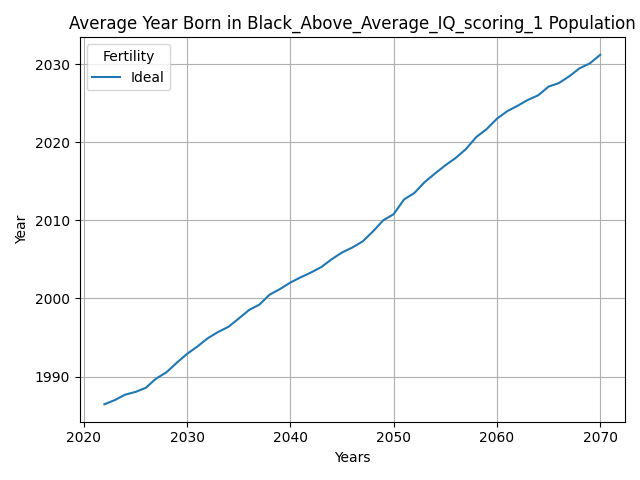 Average Year Born in Black_Above_Average_IQ_scoring_1 Population
Fertility
Ideal
Year
2030
2020
2010
2000
1990
2020 2030 2040 2050 2060 2070
Years